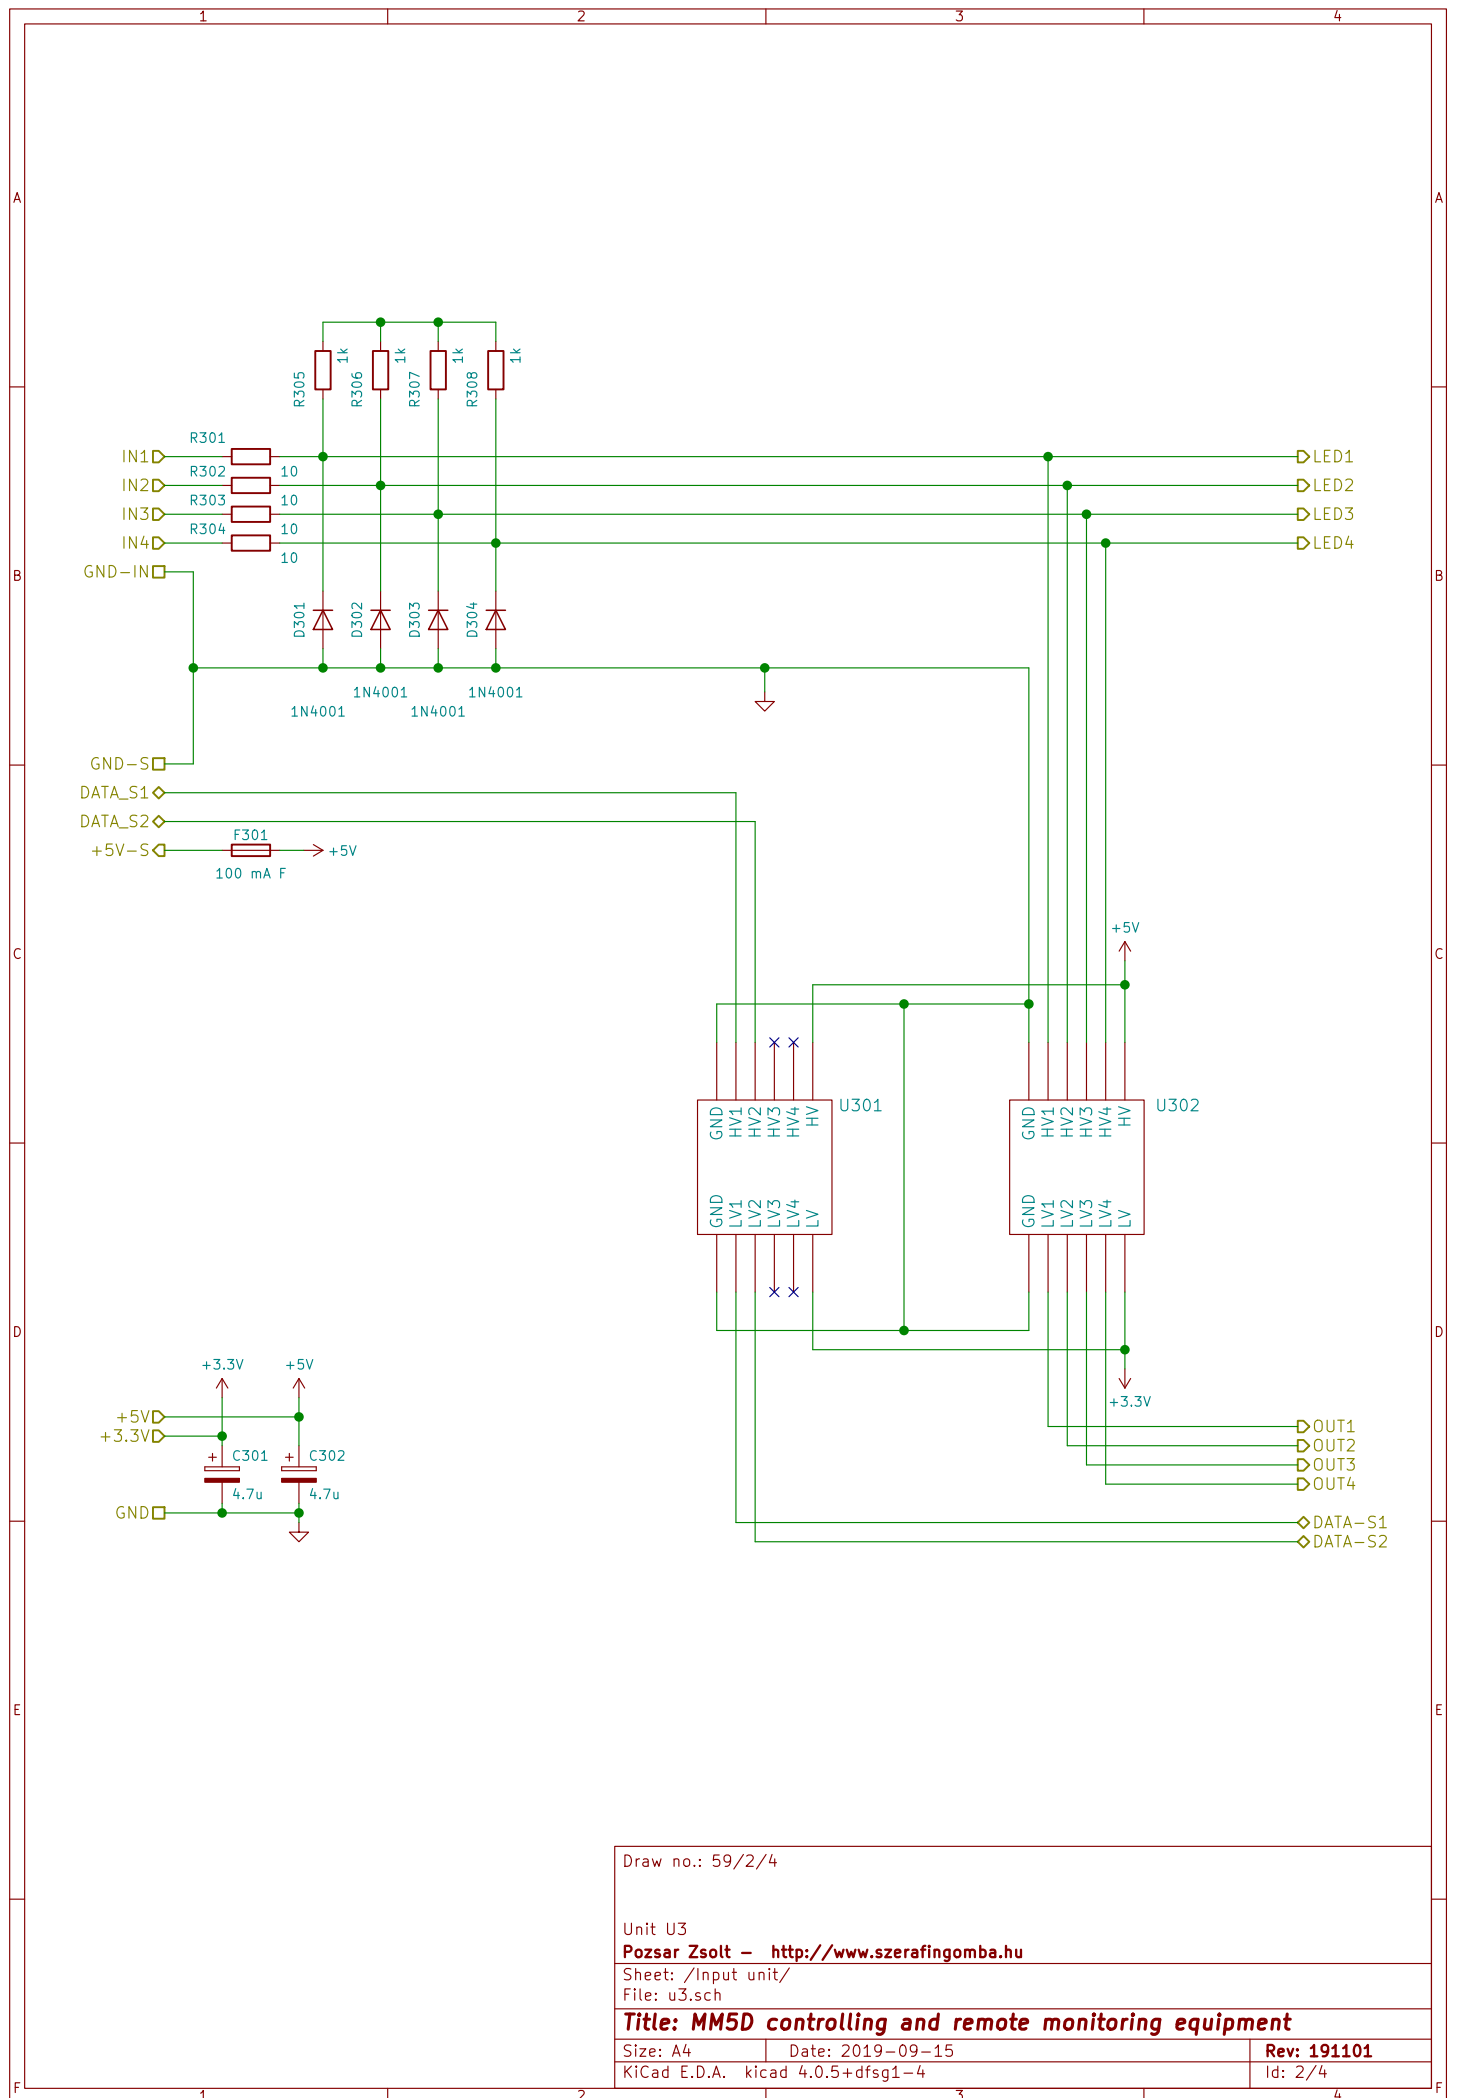 1 2 3 4
A A
1k 1k 1k 1k
R305 R306 R307 R308
R301
IN1 LED1
R302 10
IN2 LED2
R303 10
IN3 LED3
R304 10
IN4 LED4
10
GND-IN
B B
D301 D302 D303 D304
1N4001 1N4001
1N4001 1N4001
GND-S
DATA_S1
DATA_S2
F301
+5V-S +5V
100 mA F
+5V
C C
U301 U302
GND HV1 HV2 HV3 HV4 HV GND HV1 HV2 HV3 HV4 HV
GND LV1 LV2 LV3 LV4 LV GND LV1 LV2 LV3 LV4 LV
D D
+3.3V +5V
+3.3V
+5V OUT1
+3.3V OUT2
+ C301 + C302 OUT3
OUT4
4.7u 4.7u
GND DATA-S1
DATA-S2
E E
Draw no.: 59/2/4
Unit U3
Pozsar Zsolt - http://www.szerafingomba.hu
Sheet: /Input unit/
File: u3.sch
Title: MM5D controlling and remote monitoring equipment
Size: A4 Date: 2019-09-15 Rev: 191101
KiCad E.D.A. kicad 4.0.5+dfsg1-4 Id: 2/4
F F
1 2 3 4